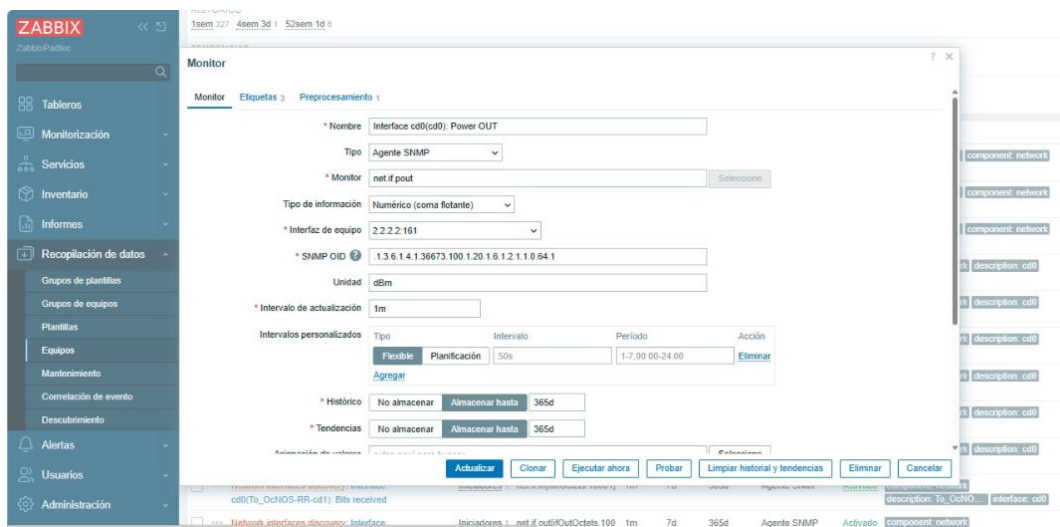 ZABBIX
ZabbixPadtec
1sem 327 4sem 3d 1 52sem 1d 6
Monitor
Monitor Etiquetas 3 Preprocesamiento 1
* Nombre Interface cd0(cd0): Power OUT
Tipo Agente SNMP
* Monitor net.if.pout Seleccione
Tipo de información Numérico (coma flotante)
* Interfaz de equipo 2.2.2.2:161
* SNMP OID .1.3.6.1.4.1.36673.100.1.20.1.6.1.2.1.1.0.64.1
Unidad dBm
* Intervalo de actualización 1m
Intervalos personalizados Tipo Intervalo Período Acción
Flexible Planificación 50s 1-7,00:00-24:00 Eliminar
Agregar
* Histórico No almacenar Almacenar hasta 365d
* Tendencias No almacenar Almacenar hasta 365d
Actualizar Clonar Ejecutar ahora Probar Limpiar historial y tendencias Eliminar Cancelar
Tableros
Monitorización
Servicios
Inventario
Informes
Recopilación de datos
Grupos de plantillas
Grupos de equipos
Plantillas
Equipos
Mantenimiento
Correlación de evento
Descubrimiento
Alertas
Usuarios
Administración
component: network
component: network
component: network
description: cd0
description: cd0
description: cd0
description: cd0
description: cd0
description: cd0
cd0(To_OcNOS-RR-cd1): Bits received
description: To_OcNO... interface: cd0
Network interfaces discovery: Interface Iniciadores 1 net.if.out[ifOutOctets.100 1m 7d 365d Agente SNMP Activado component: network